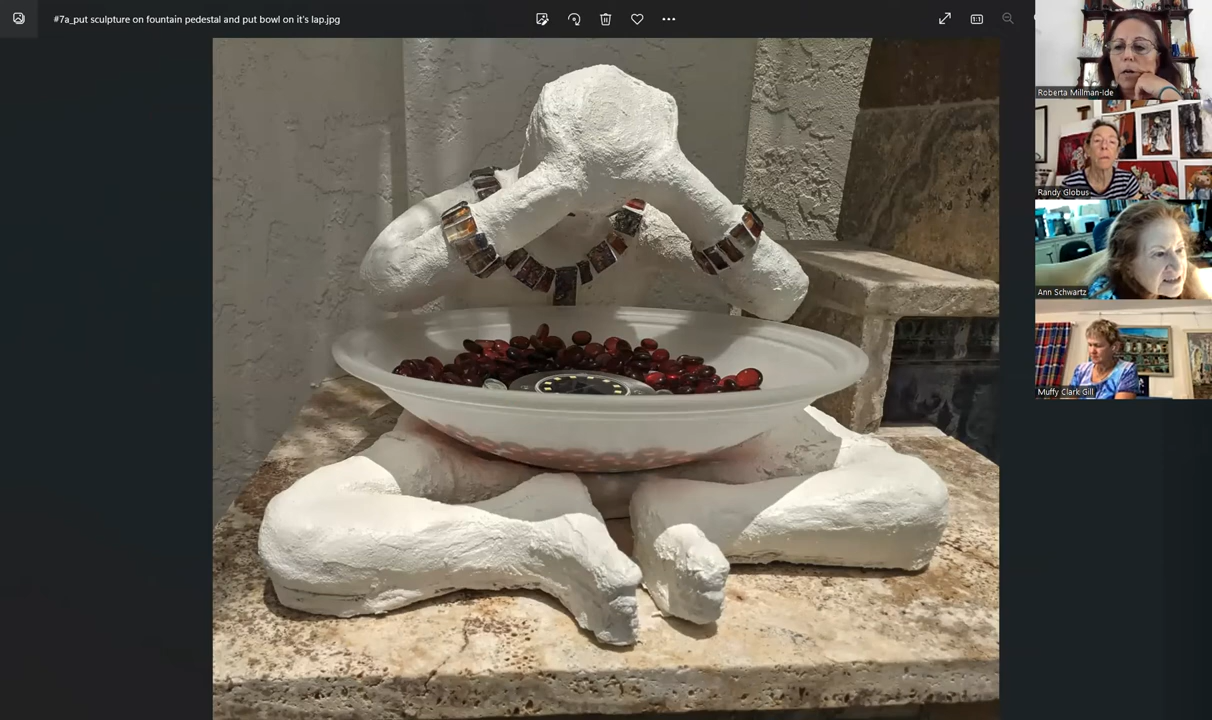 #7a_put sculpture on fountain pedestal and put bowl on it's lap.jpg
Roberta Millman-Ide
Randy Globus
Ann Schwartz
Muffy Clark Gill